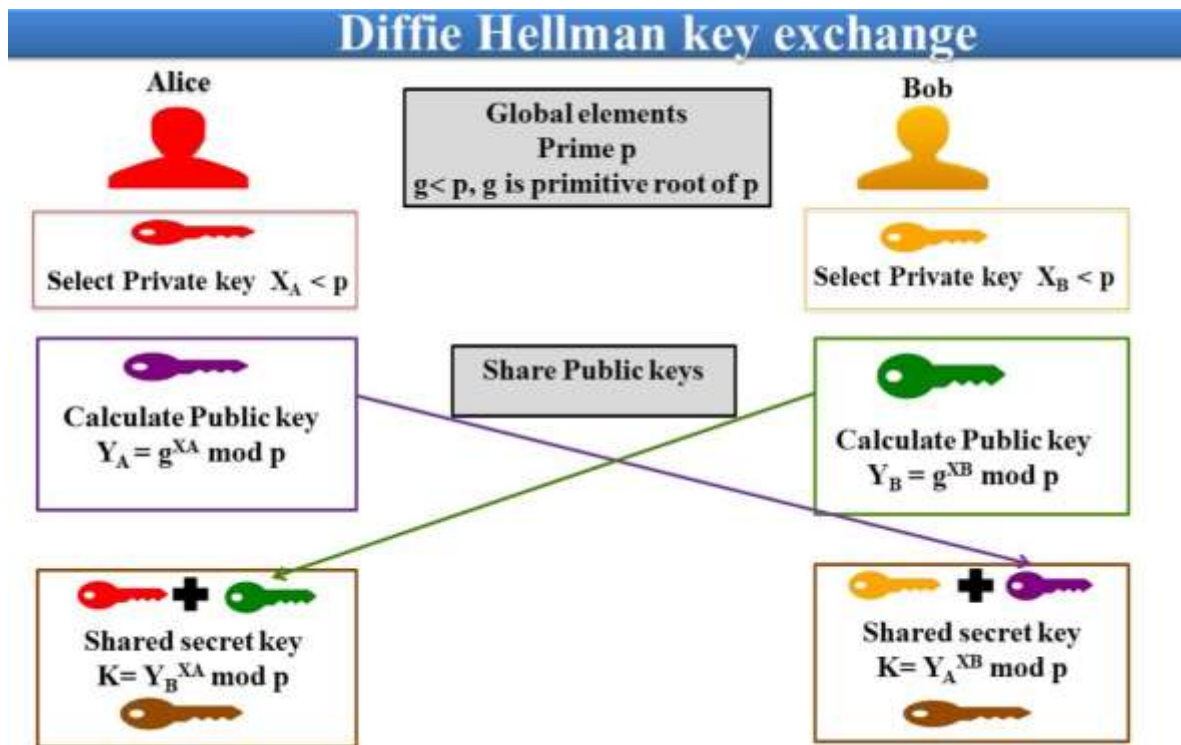 Diffie Hellman key exchange
Alice
Bob
Global elements
Prime p
g< p, g is primitive root of p
Select Private key X_A < p
Select Private key X_B < p
Share Public keys
Calculate Public key
Y_A = g^XA mod p
Calculate Public key
Y_B = g^XB mod p
Shared secret key
K= Y_B^XA mod p
Shared secret key
K= Y_A^XB mod p